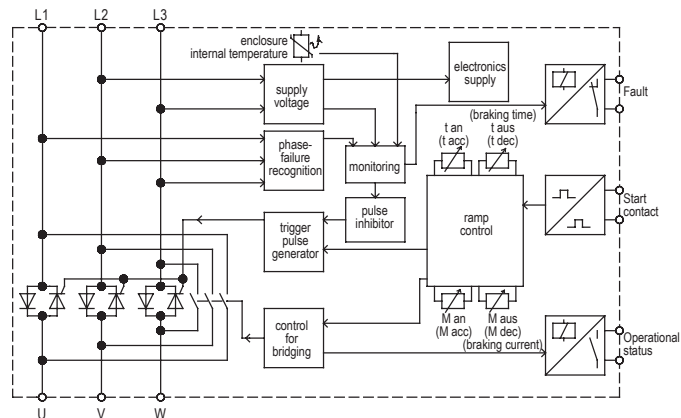 L1 L2 L3
enclosure
internal temperature
supply
voltage
electronics
supply
Fault
(braking time)
t an
(t acc)
t aus
(t dec)
phase-
failure
recognition
monitoring
pulse
inhibitor
ramp
control
Start
contact
trigger
pulse
generator
M an
(M acc)
M aus
(M dec)
(braking current)
control
for
bridging
Operational
status
U V W